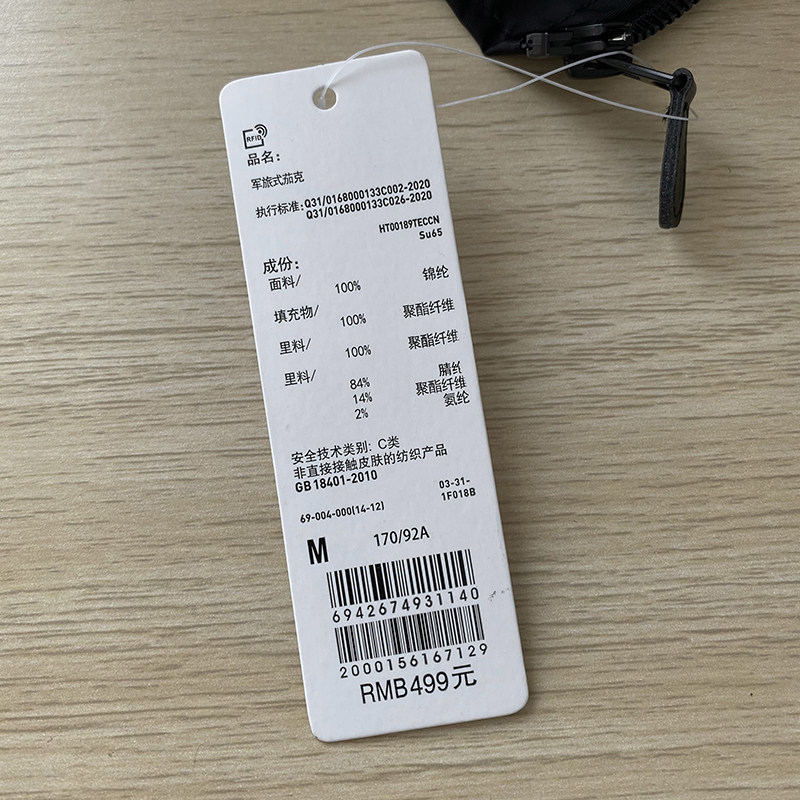 RFID
品名:
军旅式茄克
执行标准:Q31/0168000133C002-2020
Q31/0168000133C026-2020
HT00189TECCN
Su65
成份:
面料/ 100% 锦纶
填充物/ 100% 聚酯纤维
里料/ 100% 聚酯纤维
里料/ 84% 腈纶
14% 聚酯纤维
2% 氨纶
安全技术类别: C类
非直接接触皮肤的纺织产品
GB 18401-2010
03-31-
69-004-000(14-12) 1F018B
M 170/92A
6942674931140
2000156167129
RMB499元